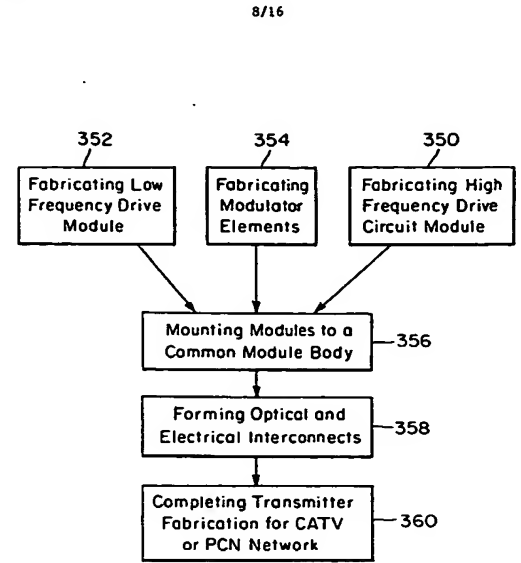 8/16
352
354
350
Fabricating Low
Frequency Drive
Module
Fabricating
Modulator
Elements
Fabricating High
Frequency Drive
Circuit Module
Mounting Modules to a
Common Module Body
356
Forming Optical and
Electrical Interconnects
358
Completing Transmitter
Fabrication for CATV
or PCN Network
360